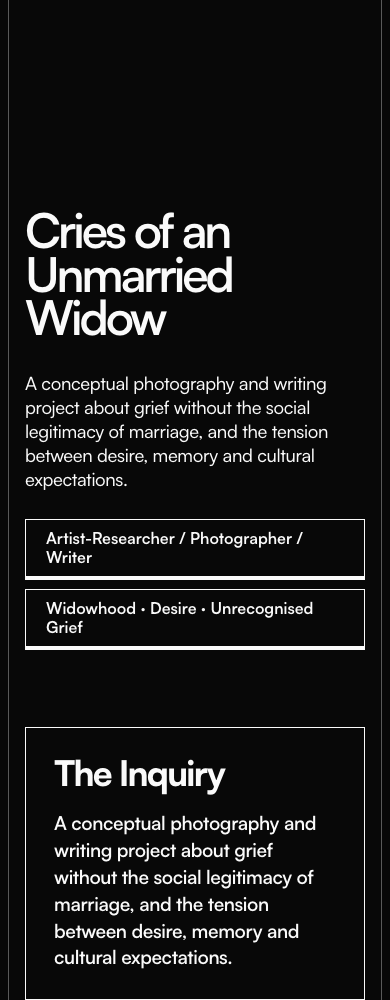 Cries of an
Unmarried
Widow
A conceptual photography and writing
project about grief without the social
legitimacy of marriage, and the tension
between desire, memory and cultural
expectations.
Artist-Researcher / Photographer /
Writer
Widowhood · Desire · Unrecognised
Grief
The Inquiry
A conceptual photography and
writing project about grief
without the social legitimacy of
marriage, and the tension
between desire, memory and
cultural expectations.